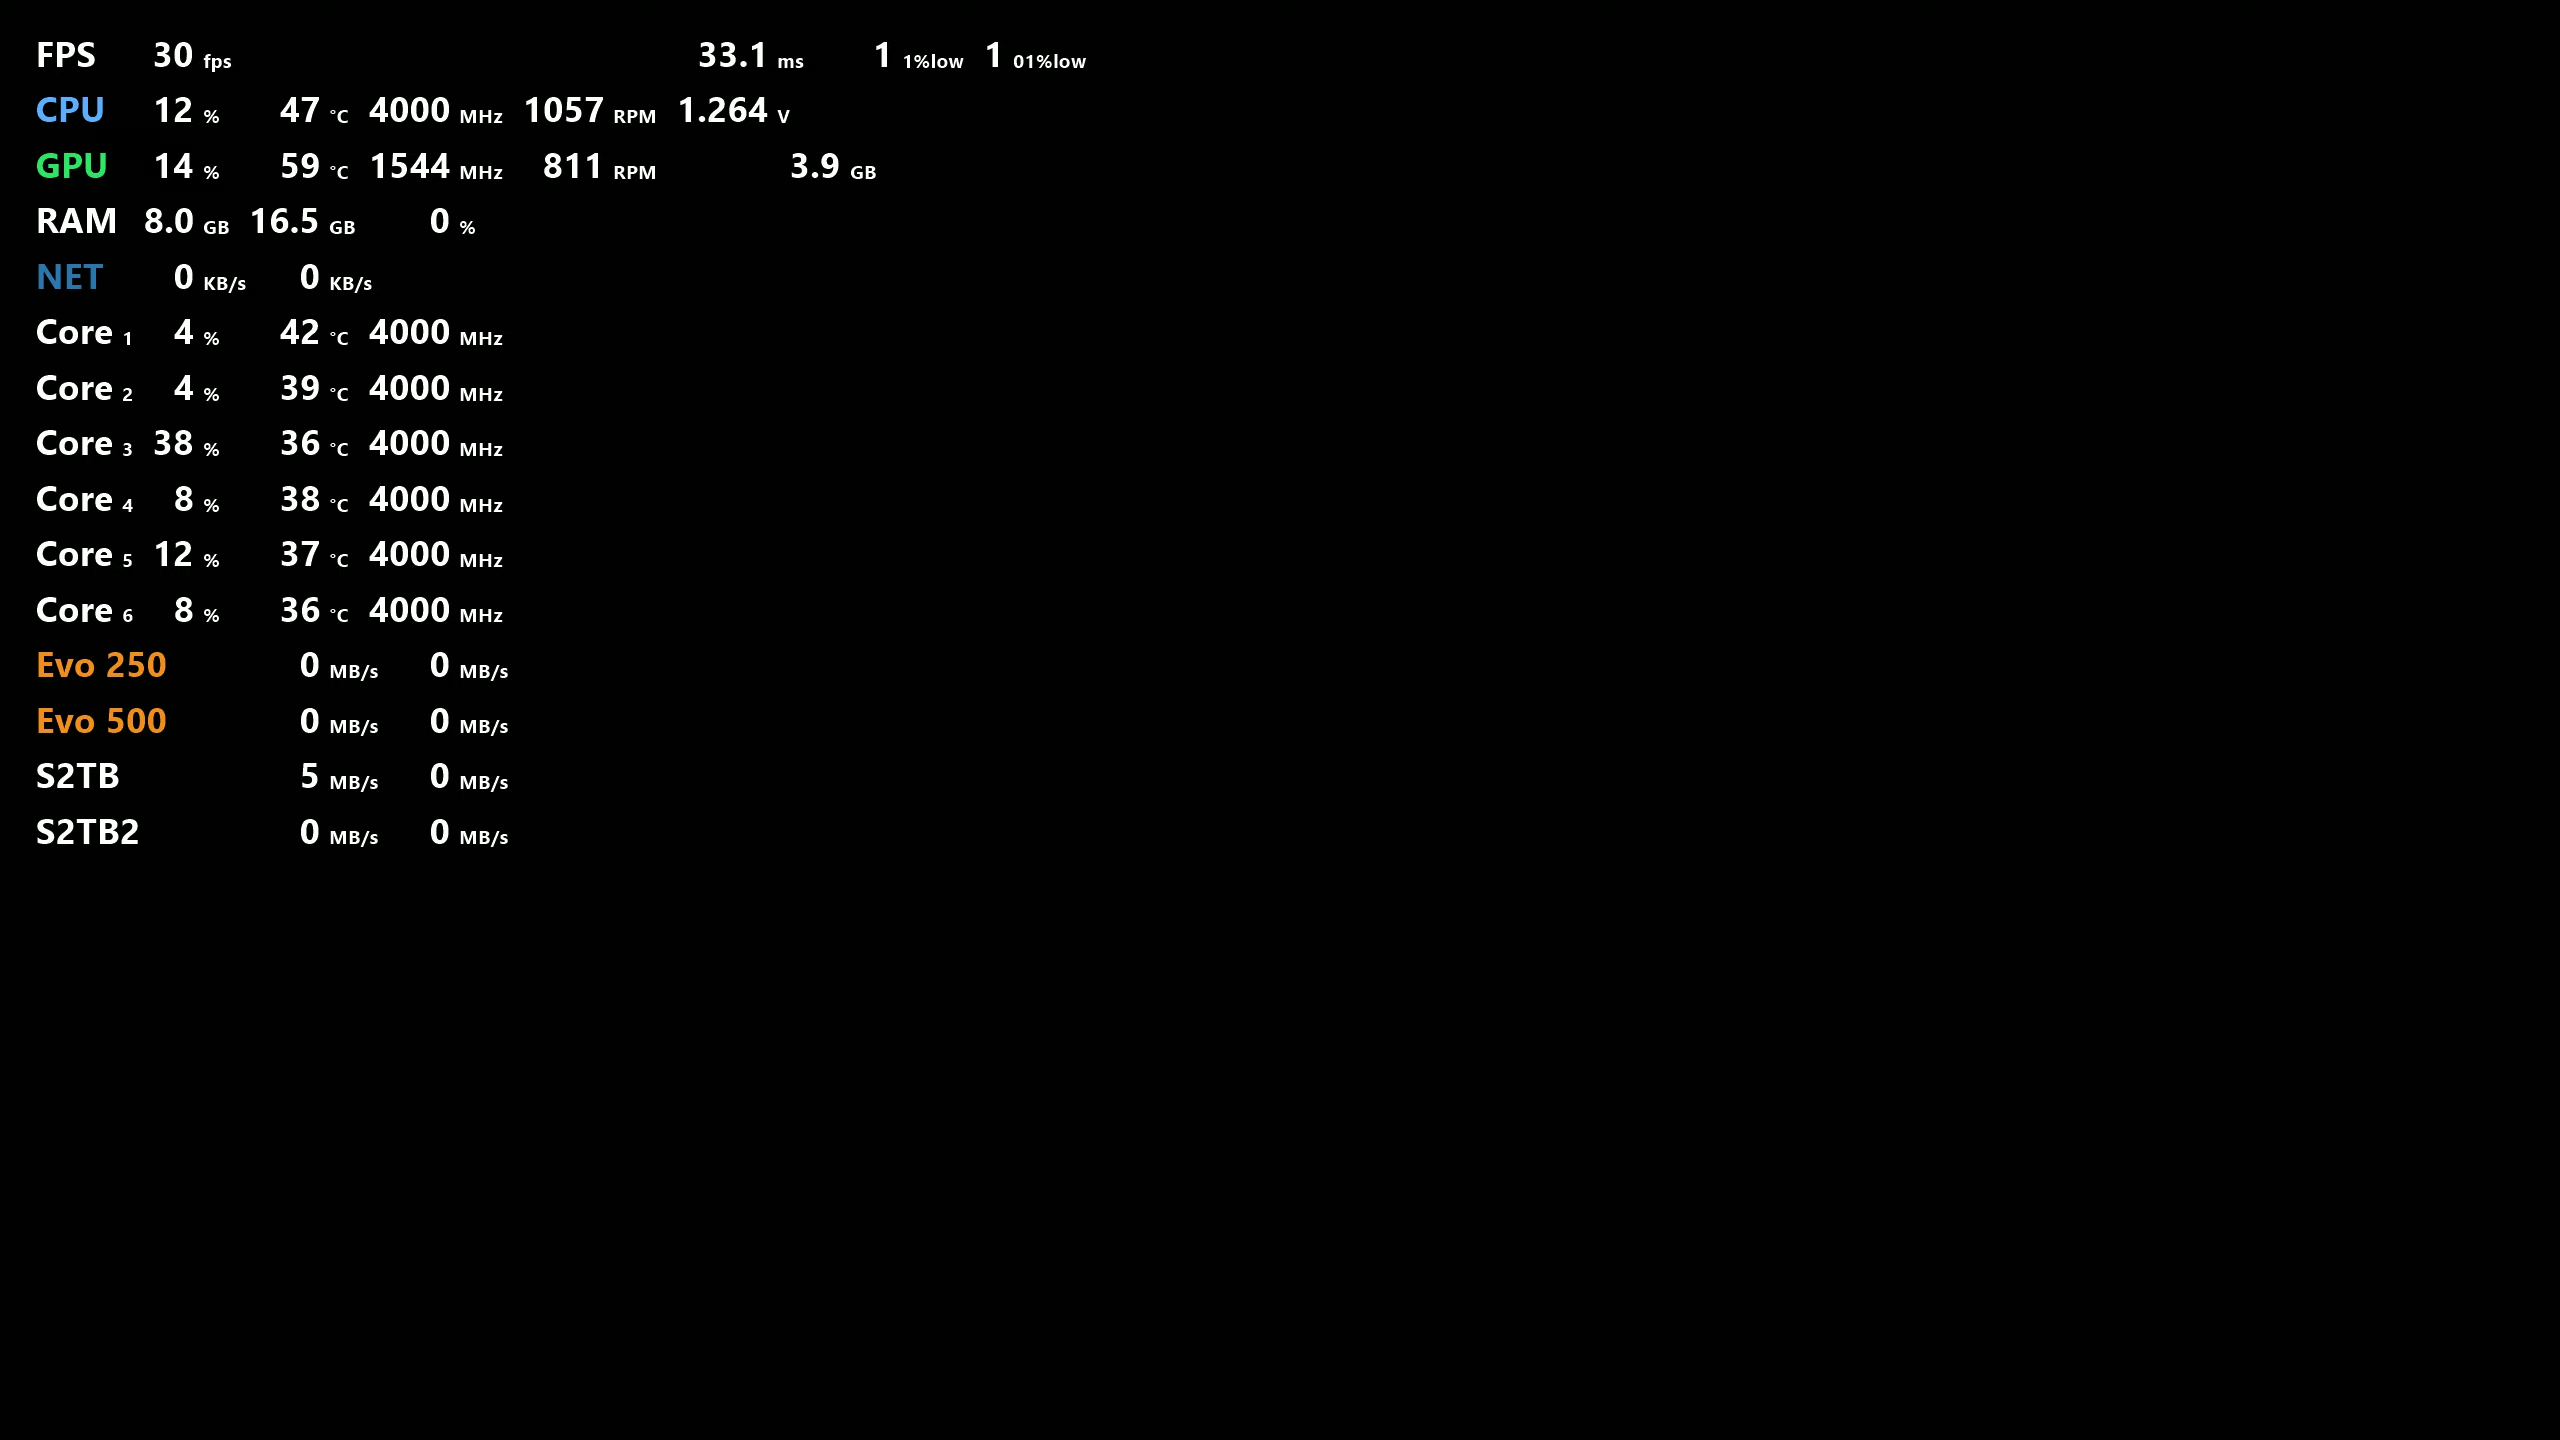 FPS 30 fps 33.1 ms 1 1%low 1 01%low
CPU 12 % 47 °C 4000 MHz 1057 RPM 1.264 V
GPU 14 % 59 °C 1544 MHz 811 RPM 3.9 GB
RAM 8.0 GB 16.5 GB 0 %
NET 0 KB/s 0 KB/s
Core 1 4 % 42 °C 4000 MHz
Core 2 4 % 39 °C 4000 MHz
Core 3 38 % 36 °C 4000 MHz
Core 4 8 % 38 °C 4000 MHz
Core 5 12 % 37 °C 4000 MHz
Core 6 8 % 36 °C 4000 MHz
Evo 250 0 MB/s 0 MB/s
Evo 500 0 MB/s 0 MB/s
S2TB 5 MB/s 0 MB/s
S2TB2 0 MB/s 0 MB/s